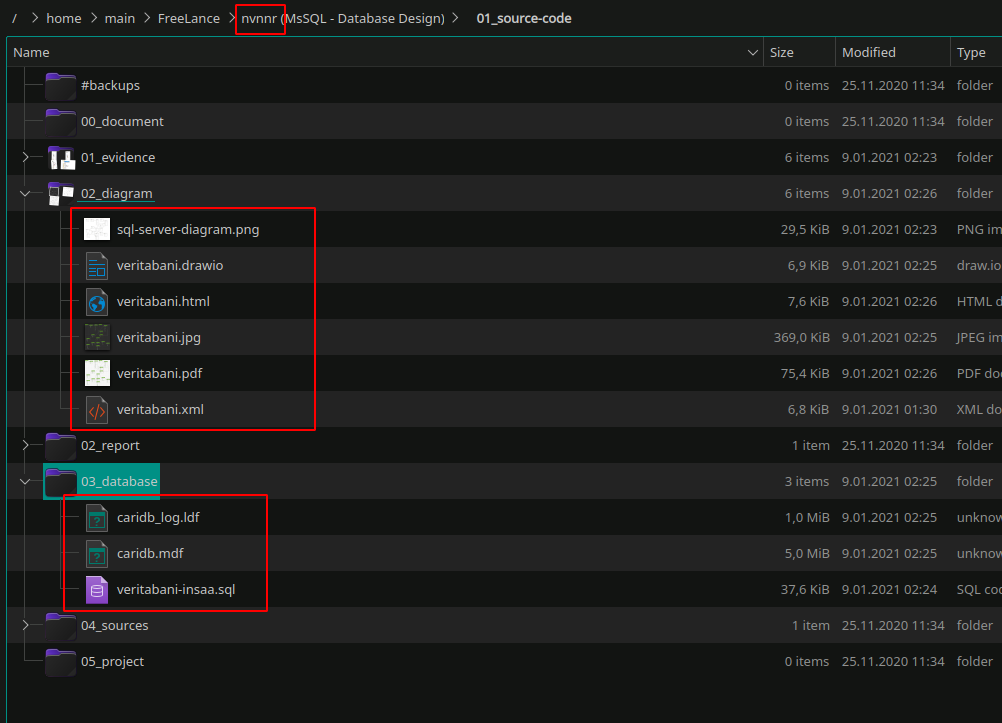 / > home > main > FreeLance > nvnnr (MsSQL - Database Design) > 01_source-code
Name Size Modified Type
#backups 0 items 25.11.2020 11:34 folder
00_document 0 items 25.11.2020 11:34 folder
01_evidence 6 items 9.01.2021 02:23 folder
02_diagram 6 items 9.01.2021 02:26 folder
sql-server-diagram.png 29,5 KiB 9.01.2021 02:23 PNG im
veritabani.drawio 6,9 KiB 9.01.2021 02:25 draw.io
veritabani.html 7,6 KiB 9.01.2021 02:26 HTML d
veritabani.jpg 369,0 KiB 9.01.2021 02:25 JPEG im
veritabani.pdf 75,4 KiB 9.01.2021 02:26 PDF doc
veritabani.xml 6,8 KiB 9.01.2021 01:30 XML do
02_report 1 item 25.11.2020 11:34 folder
03_database 3 items 9.01.2021 02:25 folder
caridb_log.ldf 1,0 MiB 9.01.2021 02:25 unknow
caridb.mdf 5,0 MiB 9.01.2021 02:25 unknow
veritabani-insaa.sql 37,6 KiB 9.01.2021 02:24 SQL coc
04_sources 1 item 25.11.2020 11:34 folder
05_project 0 items 25.11.2020 11:34 folder